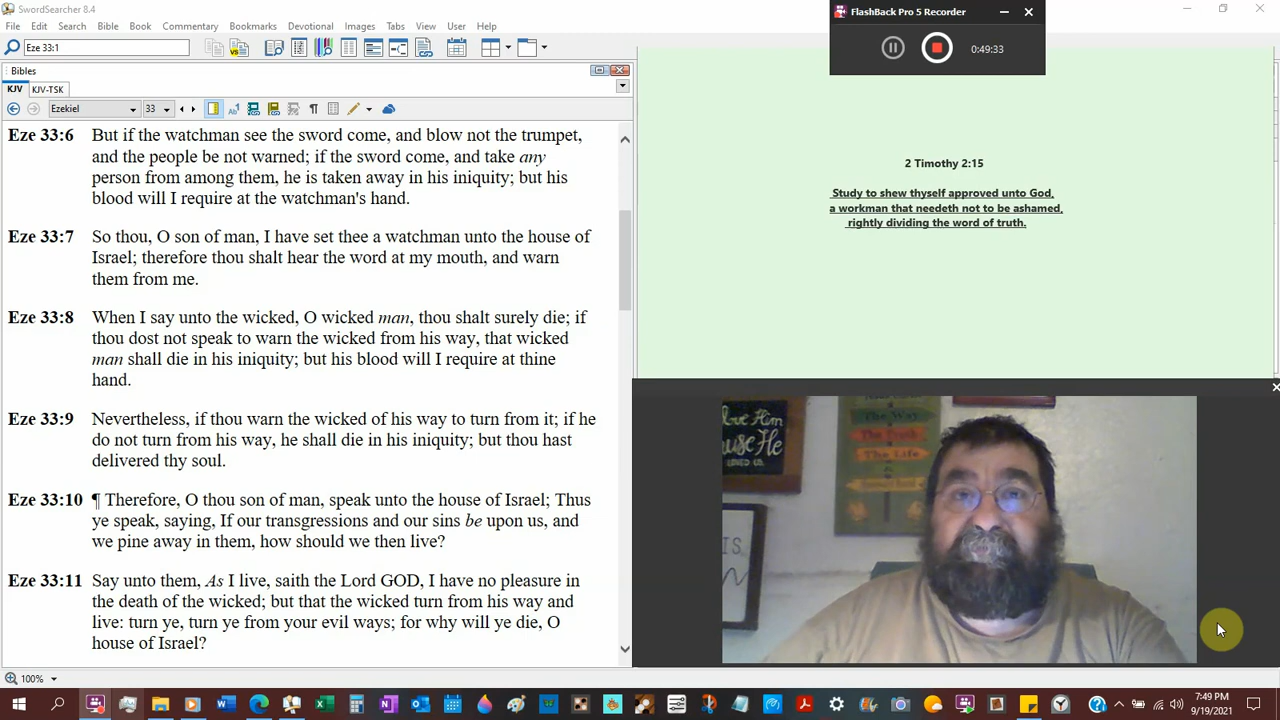 SwordSearcher 8.4
File Edit Search Bible Book Commentary Bookmarks Devotional Images Tabs View User Help
Eze 33:1
VS
Bibles
KJV KJV-TSK
Ezekiel 33
Eze 33:6 But if the watchman see the sword come, and blow not the trumpet,
and the people be not warned; if the sword come, and take any
person from among them, he is taken away in his iniquity; but his
blood will I require at the watchman's hand.
Eze 33:7 So thou, O son of man, I have set thee a watchman unto the house of
Israel; therefore thou shalt hear the word at my mouth, and warn
them from me.
Eze 33:8 When I say unto the wicked, O wicked man, thou shalt surely die; if
thou dost not speak to warn the wicked from his way, that wicked
man shall die in his iniquity; but his blood will I require at thine
hand.
Eze 33:9 Nevertheless, if thou warn the wicked of his way to turn from it; if he
do not turn from his way, he shall die in his iniquity; but thou hast
delivered thy soul.
Eze 33:10 ¶ Therefore, O thou son of man, speak unto the house of Israel; Thus
ye speak, saying, If our transgressions and our sins be upon us, and
we pine away in them, how should we then live?
Eze 33:11 Say unto them, As I live, saith the Lord GOD, I have no pleasure in
the death of the wicked; but that the wicked turn from his way and
live: turn ye, turn ye from your evil ways; for why will ye die, O
house of Israel?
100%
FlashBack Pro 5 Recorder
0:49:33
2 Timothy 2:15
Study to shew thyself approved unto God,
a workman that needeth not to be ashamed,
rightly dividing the word of truth.
Him
He
LOVED US.
The Way
The Truth
The Life
IS.
7:49 PM
9/19/2021